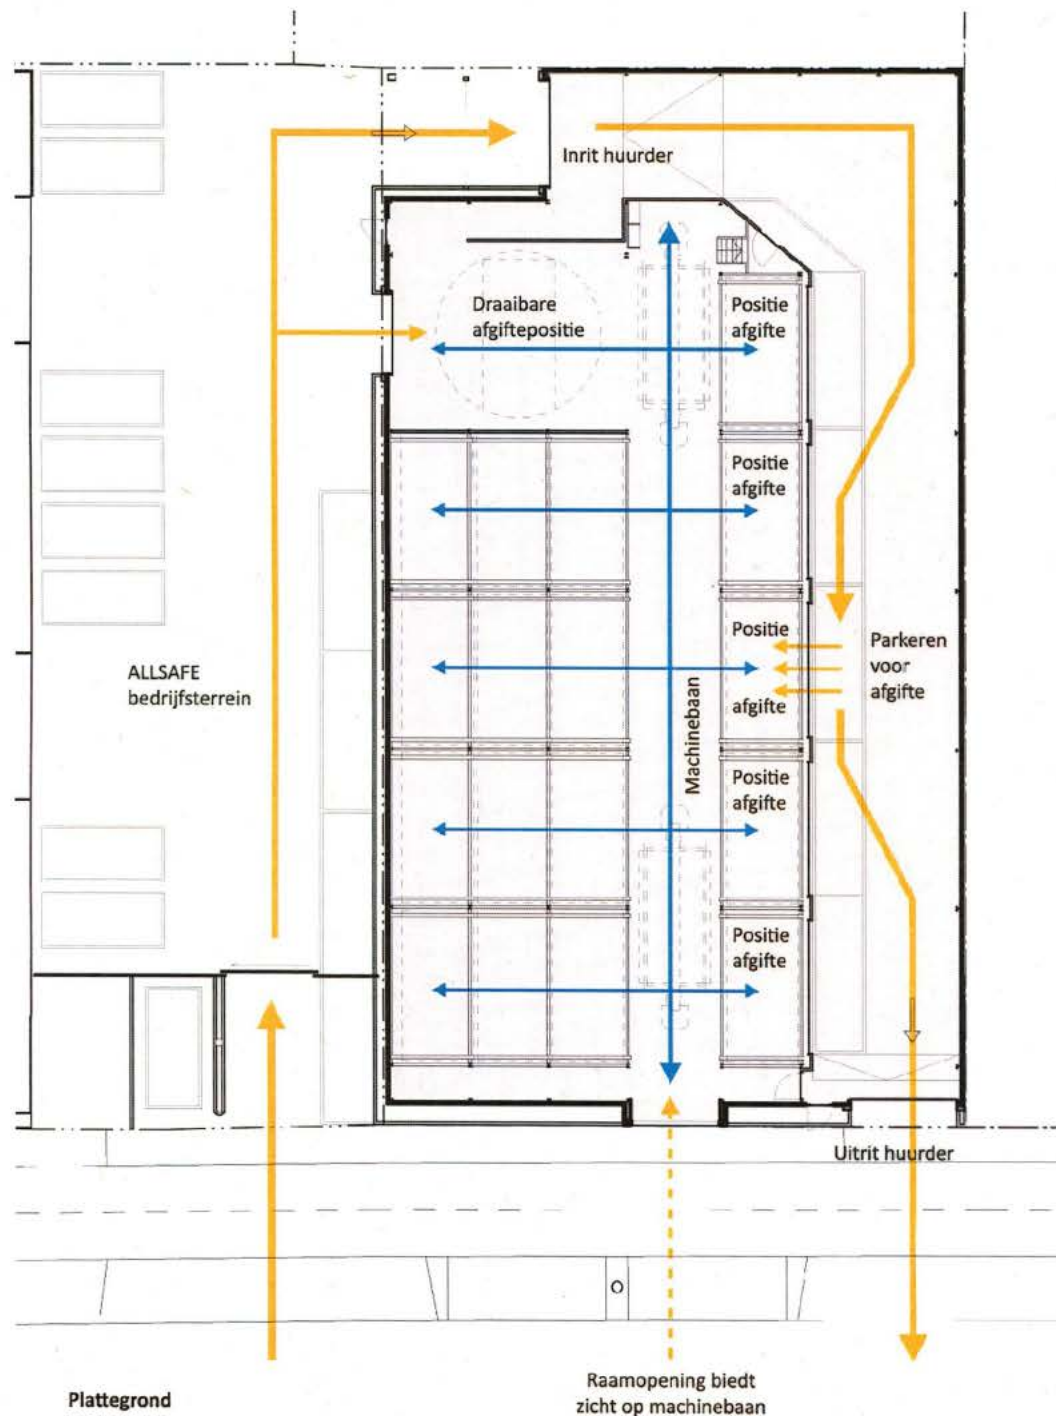 Inrit huurder
Draaibare
afgiftepositie
Positie
afgifte
Positie
afgifte
Positie
afgifte
Parkeren
voor
afgifte
ALLSAFE
bedrijfsterrein
Machinebaan
Positie
afgifte
Positie
afgifte
Uitrit huurder
Raamopening biedt
zicht op machinebaan
Plattegrond